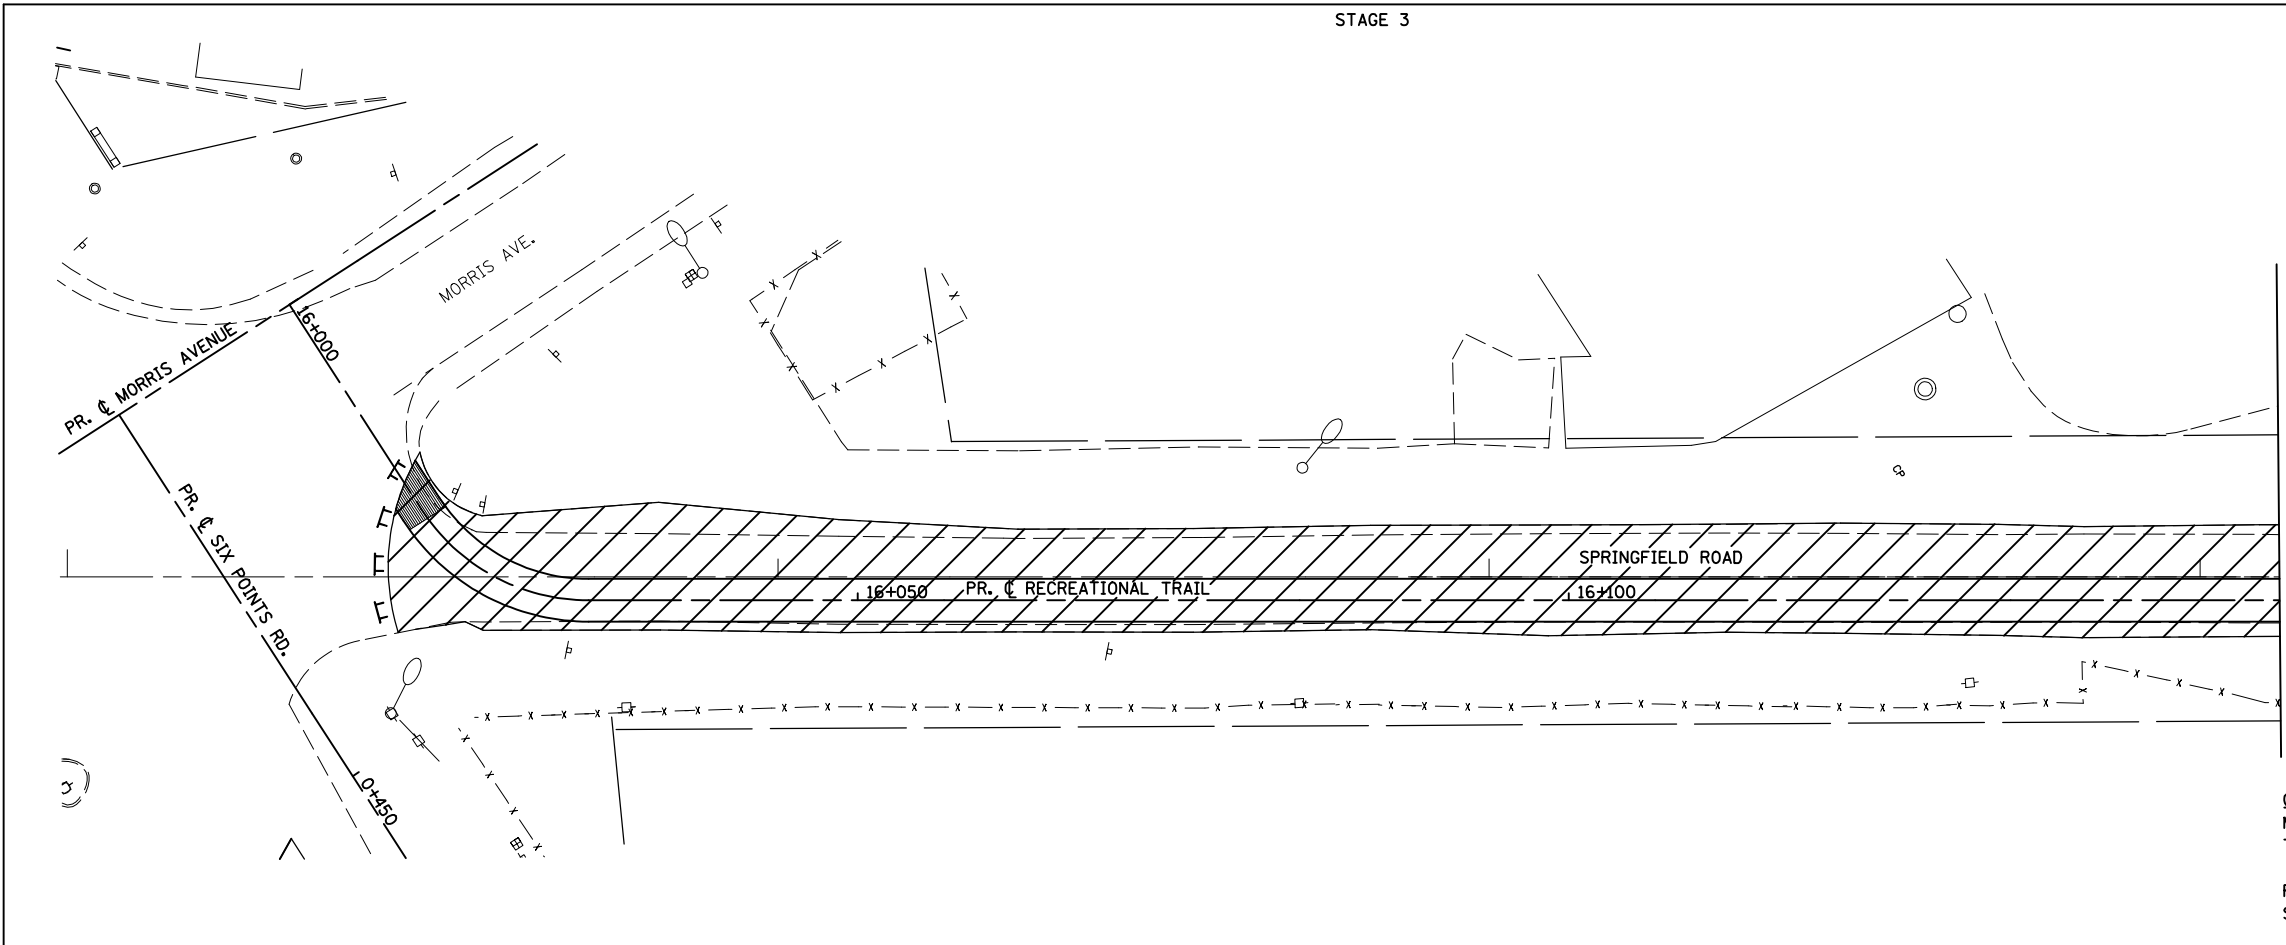 STAGE 3
MORRIS AVE.
16+000
PR. ℄ MORRIS AVENUE
PR. ℄ SIX POINTS RD.
SPRINGFIELD ROAD
16+050
PR. ℄ RECREATIONAL TRAIL
16+100
0+450